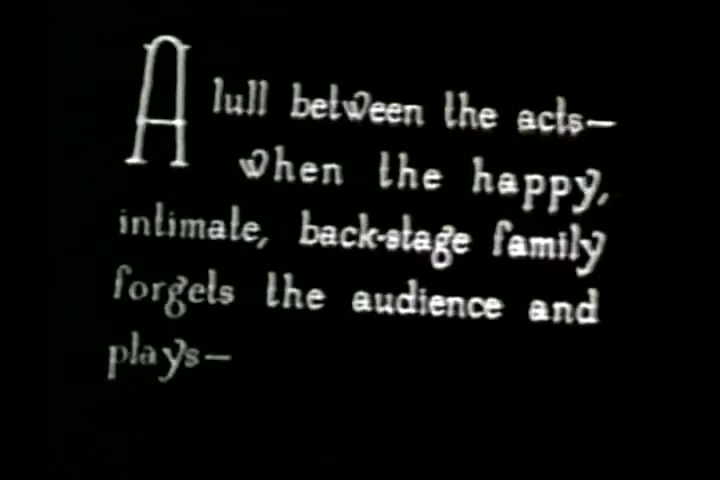 A lull between the acts—
when the happy,
intimate, back-stage family
forgets the audience and
plays—